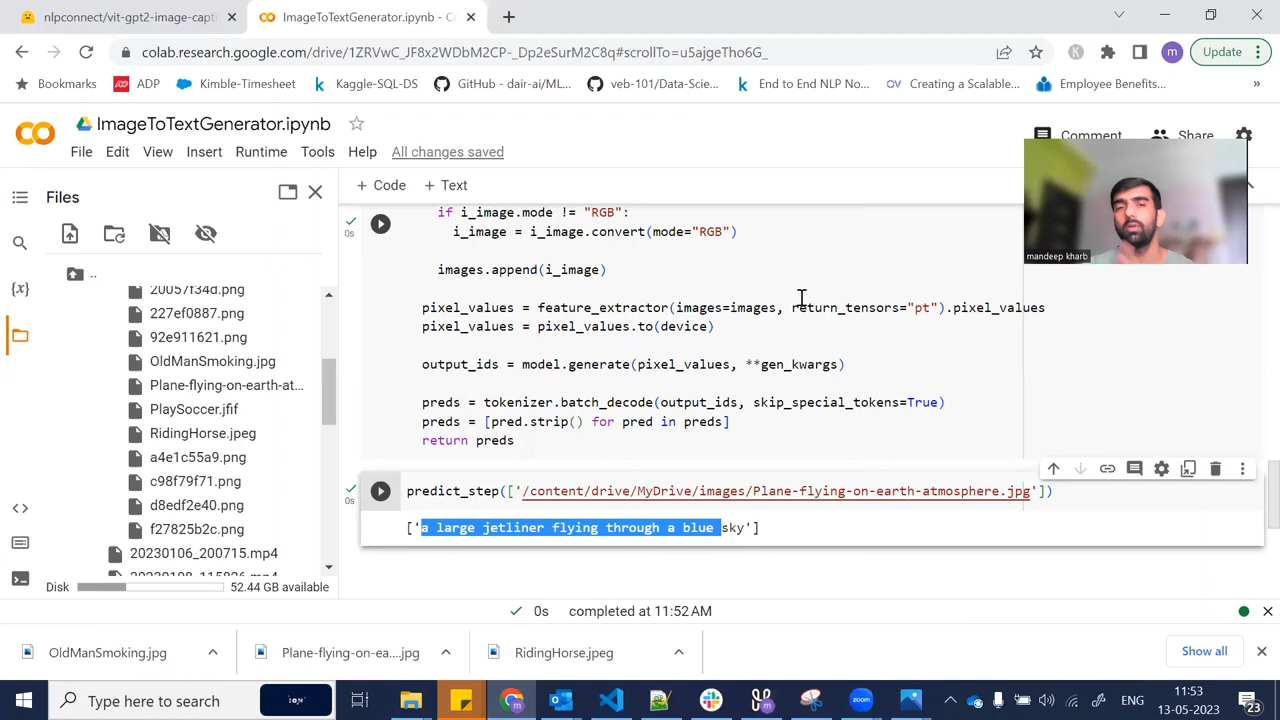 nlpconnect/vit-gpt2-image-capti
ImageToTextGenerator.ipynb - Co
colab.research.google.com/drive/1ZRVwC_JF8x2WDbM2CP-_Dp2eSurM2C8q#scrollTo=u5ajgeTho6G_
m
Update
Bookmarks
ADP
Kimble-Timesheet
Kaggle-SQL-DS
GitHub - dair-ai/ML...
veb-101/Data-Scie...
End to End NLP No...
Creating a Scalable...
Employee Benefits...
»
ImageToTextGenerator.ipynb
File Edit View Insert Runtime Tools Help All changes saved
Comment
Share
+ Code + Text
Files
..
20057f34d.png
227ef0887.png
92e911361.png
OldManSmoking.jpg
Plane-flying-on-earth-at...
PlaySoccer.jfif
RidingHorse.jpeg
a4e1c55a9.png
c98f79f71.png
d8edf2e40.png
f27825b2c.png
20230106_200715.mp4
Disk 52.44 GB available
0s
if i_image.mode != "RGB":
i_image = i_image.convert(mode="RGB")
images.append(i_image)
pixel_values = feature_extractor(images=images, return_tensors="pt").pixel_values
pixel_values = pixel_values.to(device)
output_ids = model.generate(pixel_values, **gen_kwargs)
preds = tokenizer.batch_decode(output_ids, skip_special_tokens=True)
preds = [pred.strip() for pred in preds]
return preds
0s
predict_step(['/content/drive/MyDrive/images/Plane-flying-on-earth-atmosphere.jpg'])
['a large jetliner flying through a blue sky']
mandeep kharb
0s completed at 11:52 AM
OldManSmoking.jpg
Plane-flying-on-ea....jpg
RidingHorse.jpeg
Show all
Type here to search
ENG
11:53
13-05-2023
23